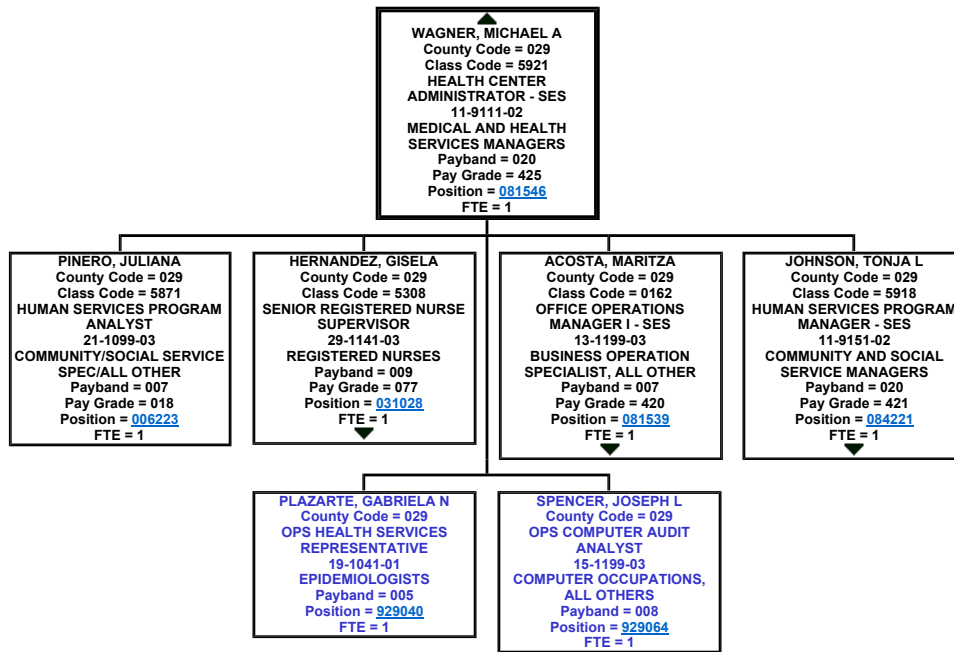 WAGNER, MICHAEL A
County Code = 029
Class Code = 5921
HEALTH CENTER
ADMINISTRATOR - SES
11-9111-02
MEDICAL AND HEALTH
SERVICES MANAGERS
Payband = 020
Pay Grade = 425
Position = 081546
FTE = 1
PINERO, JULIANA
County Code = 029
Class Code = 5871
HUMAN SERVICES PROGRAM
ANALYST
21-1099-03
COMMUNITY/SOCIAL SERVICE
SPEC/ALL OTHER
Payband = 007
Pay Grade = 018
Position = 006223
FTE = 1
HERNANDEZ, GISELA
County Code = 029
Class Code = 5308
SENIOR REGISTERED NURSE
SUPERVISOR
29-1141-03
REGISTERED NURSES
Payband = 009
Pay Grade = 077
Position = 031028
FTE = 1
ACOSTA, MARITZA
County Code = 029
Class Code = 0162
OFFICE OPERATIONS
MANAGER I - SES
13-1199-03
BUSINESS OPERATION
SPECIALIST, ALL OTHER
Payband = 007
Pay Grade = 420
Position = 081539
FTE = 1
JOHNSON, TONJA L
County Code = 029
Class Code = 5918
HUMAN SERVICES PROGRAM
MANAGER - SES
11-9151-02
COMMUNITY AND SOCIAL
SERVICE MANAGERS
Payband = 020
Pay Grade = 421
Position = 084221
FTE = 1
PLAZARTE, GABRIELA N
County Code = 029
OPS HEALTH SERVICES
REPRESENTATIVE
19-1041-01
EPIDEMIOLOGISTS
Payband = 005
Position = 929040
FTE = 1
SPENCER, JOSEPH L
County Code = 029
OPS COMPUTER AUDIT
ANALYST
15-1199-03
COMPUTER OCCUPATIONS,
ALL OTHERS
Payband = 008
Position = 929064
FTE = 1